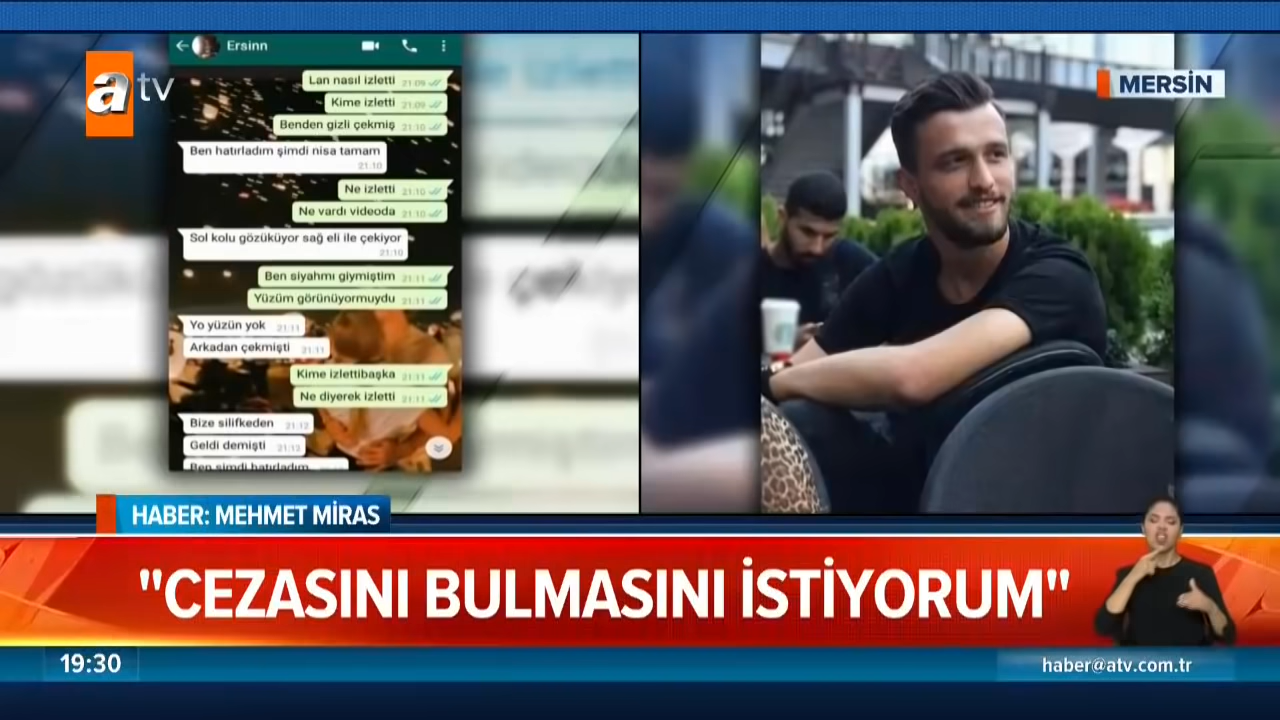 atv
MERSİN
Ersinn
Lan nasıl izletti 21:09
Kime izletti 21:09
Benden gizli çekmiş 21:10
Ben hatırladım şimdi nisa tamam
21:10
Ne izletti 21:10
Ne vardı videoda 21:10
Sol kolu gözüküyor sağ eli ile çekiyor
21:10
Ben siyahmı giymiştim 21:11
Yüzüm görünüyormuydu 21:11
Yo yüzün yok 21:11
Arkadan çekmişti 21:11
Kime izlettibaşka 21:11
Ne diyerek izletti 21:11
Bize silifkeden 21:12
Geldi demişti 21:12
Ben şimdi hatırladım
HABER: MEHMET MİRAS
"CEZASINI BULMASINI İSTİYORUM"
19:30
haber@atv.com.tr